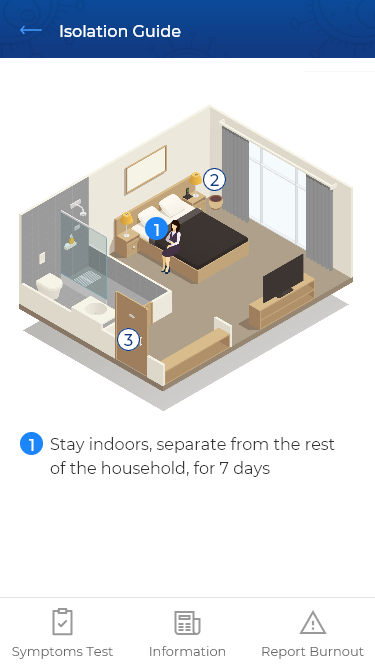 Isolation Guide
2
1
3
1 Stay indoors, separate from the rest
of the household, for 7 days
Symptoms Test Information Report Burnout